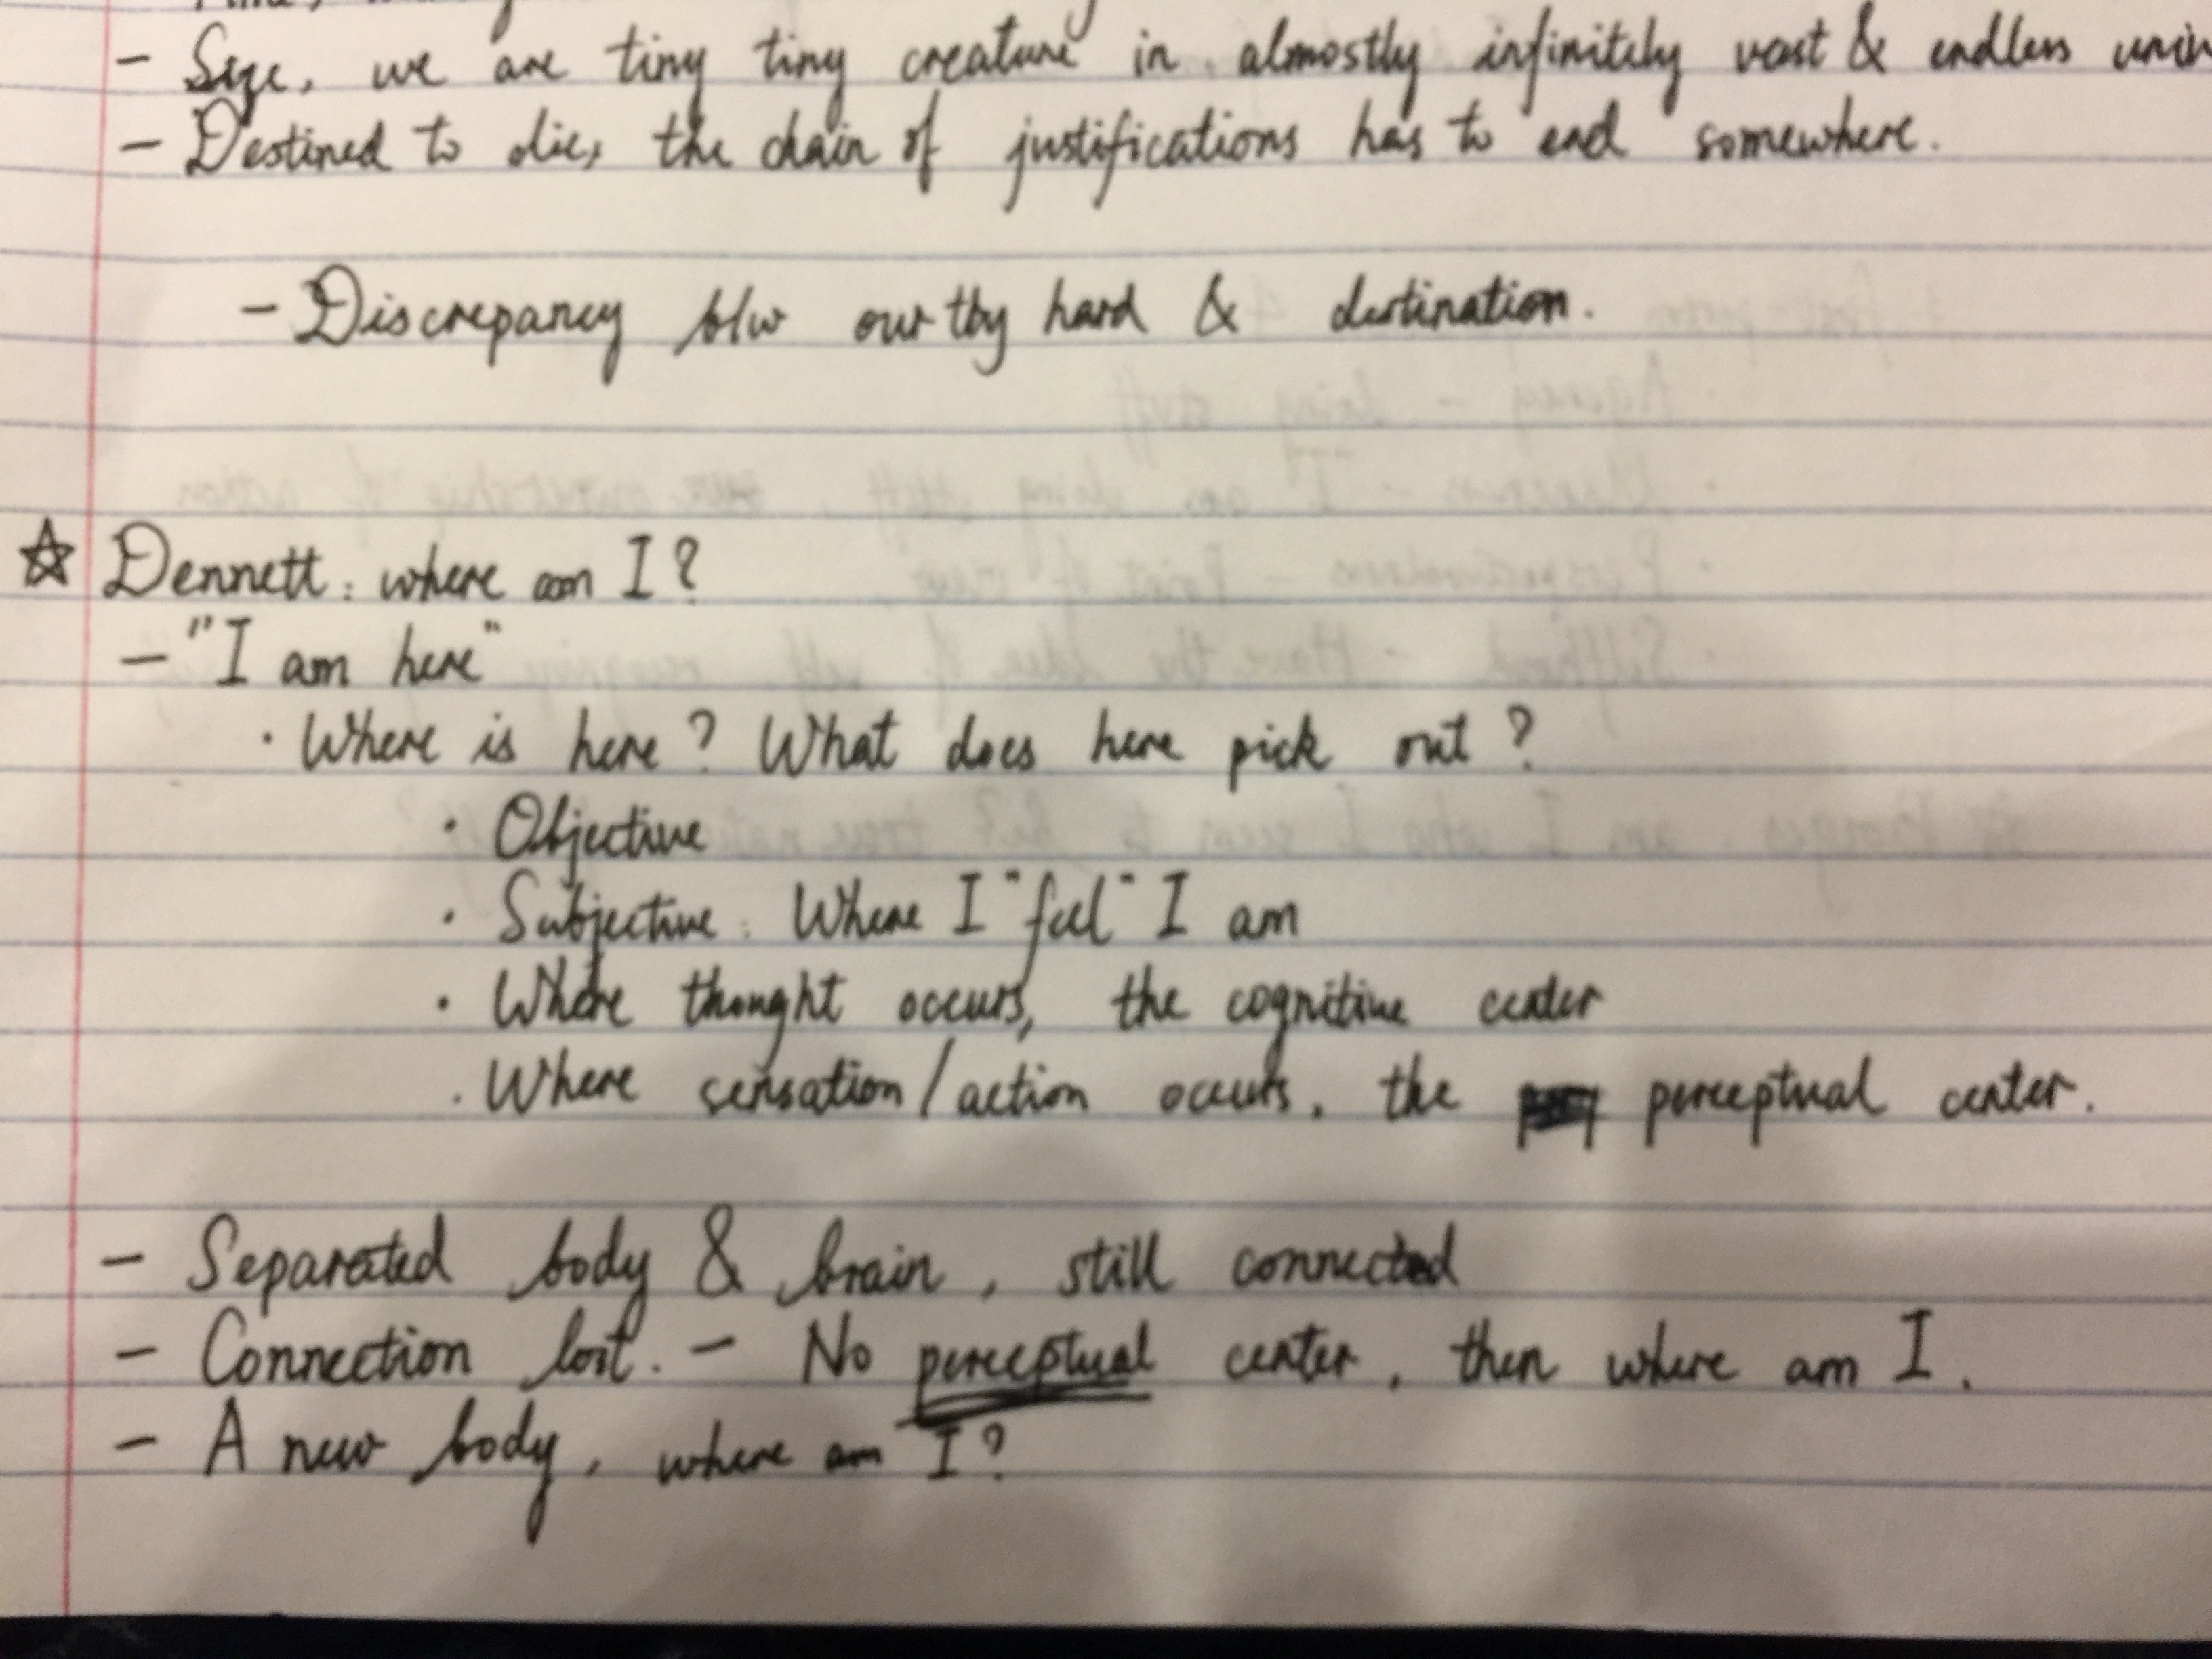 - Size, we are tiny tiny creature in almostly infinitely vast & endless
- Destined to die, the chain of justifications has to end somewhere.
- Discrepancy b/w our try hard & destination.
☆ Dennett: where am I?
- "I am here"
· Where is here? What does here pick out?
· Objective
· Subjective: Where I "feel" I am
· Where thought occurs, the cognitive center
· Where sensation/action occurs, the perceptual center.
- Separated body & brain, still connected
- Connection lost. - No perceptual center, then where am I.
- A new body, where am I?